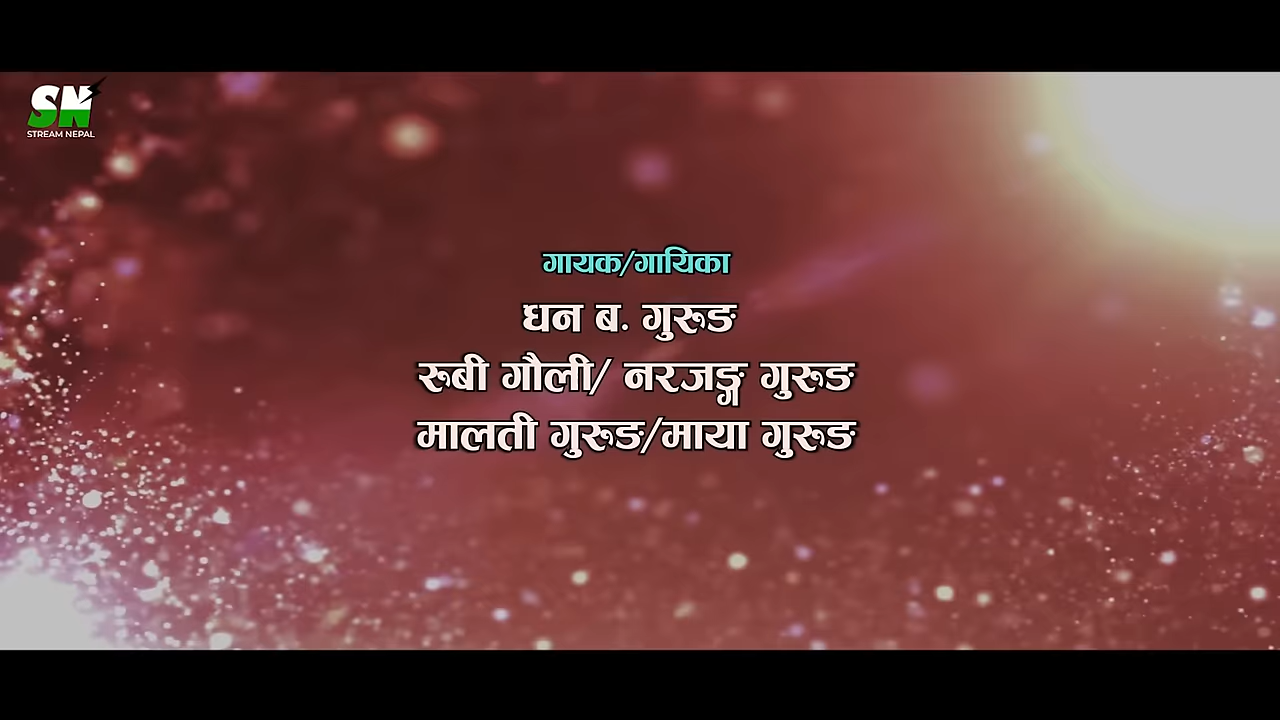 SN
STREAM NEPAL
गायक/गायिका
धन ब. गुरुङ
रुबी गौली/ नरजङ्ग गुरुङ
मालती गुरुङ/माया गुरुङ